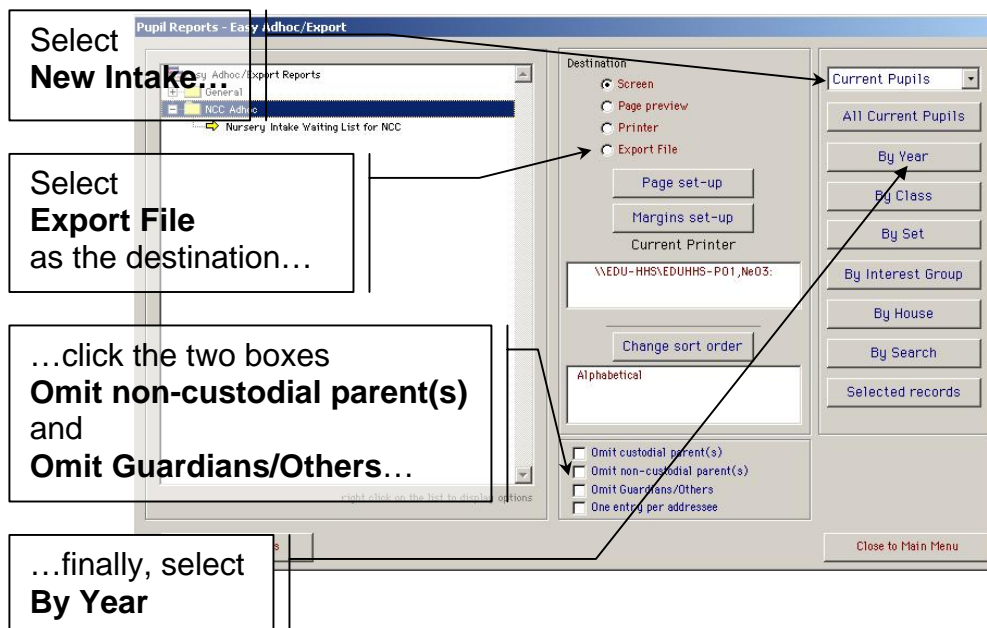 Pupil Reports - Easy Adhoc/Export
Select
New Intake…
Easy Adhoc/Export Reports
General
NCC Adhoc
Nursery Intake Waiting List for NCC
Select
Export File
as the destination…
…click the two boxes
Omit non-custodial parent(s)
and
Omit Guardians/Others…
right click on the list to display options
…finally, select
By Year
Destination
Screen
Page preview
Printer
Export File
Page set-up
Margins set-up
Current Printer
\\EDU-HHS\EDUHHS-P01,Ne03:
Change sort order
Alphabetical
Omit custodial parent(s)
Omit non-custodial parent(s)
Omit Guardians/Others
One entry per addressee
Current Pupils
All Current Pupils
By Year
By Class
By Set
By Interest Group
By House
By Search
Selected records
Close to Main Menu